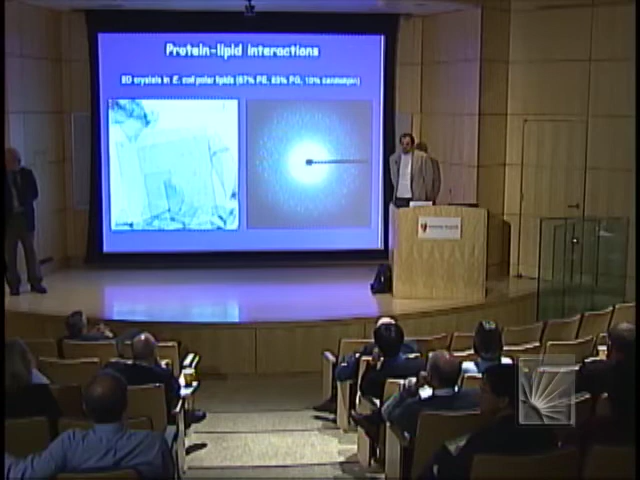 Protein-lipid interactions
2D crystals in E. coli polar lipids (67% PE, 23% PG, 10% cardiolipin)